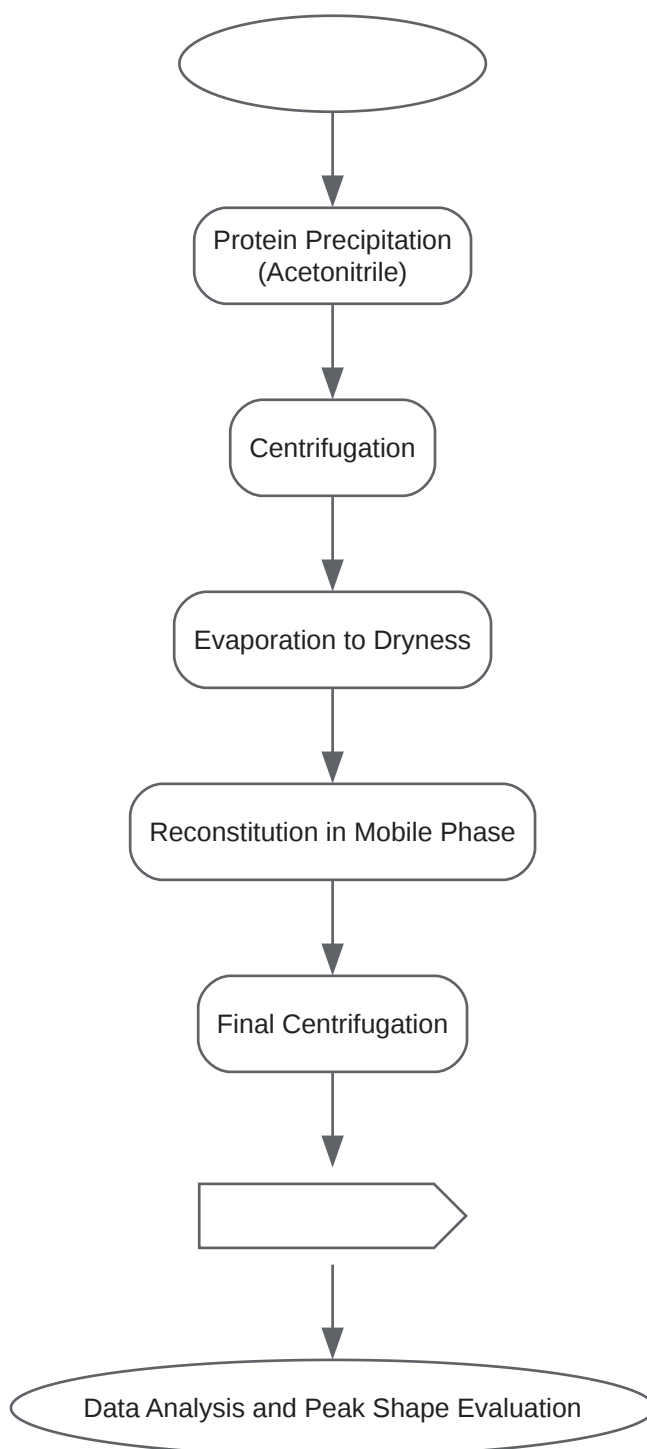 Protein Precipitation
(Acetonitrile)
Centrifugation
Evaporation to Dryness
Reconstitution in Mobile Phase
Final Centrifugation
Data Analysis and Peak Shape Evaluation